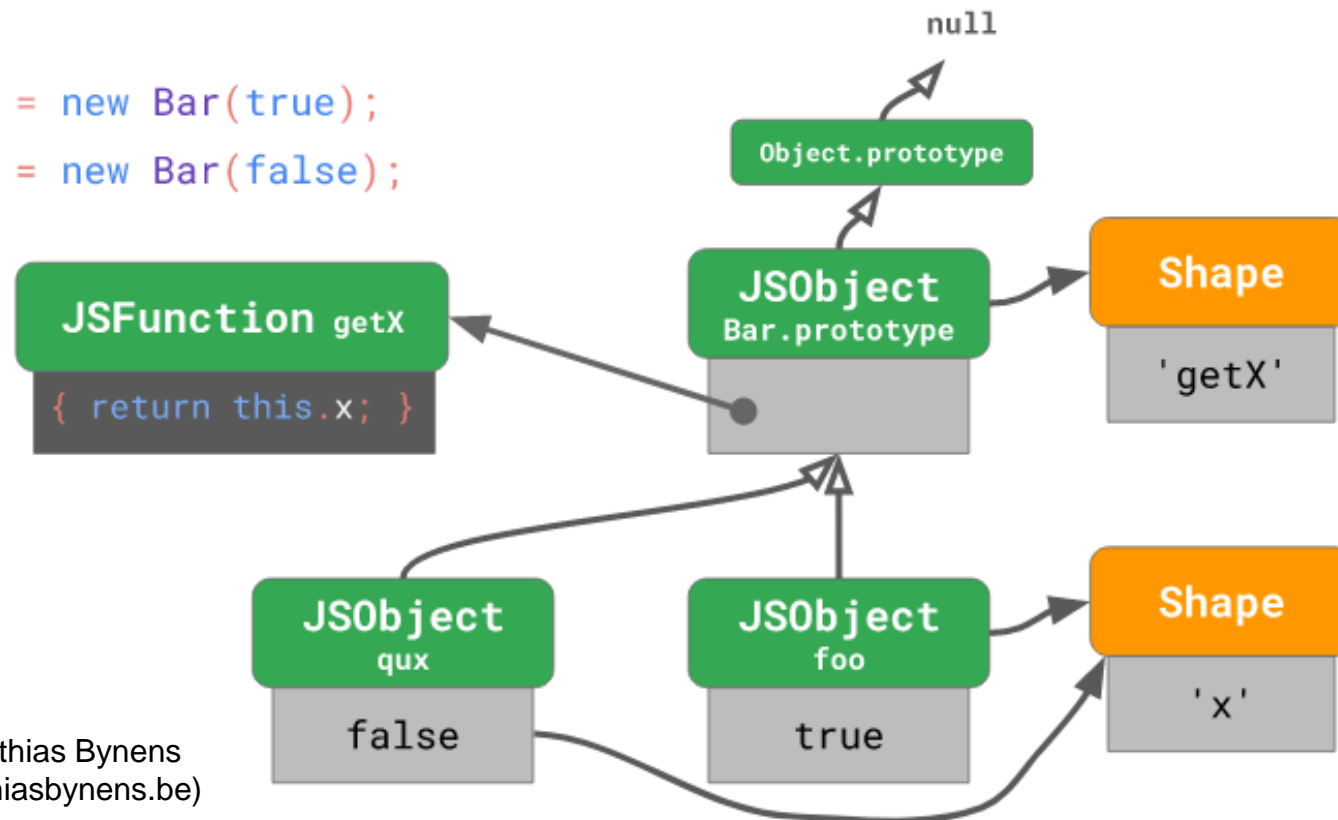 null
= new Bar(true);
= new Bar(false);
Object.prototype
JSFunction getX
{ return this.x; }
JSObject
Bar.prototype
Shape
'getX'
JSObject
qux
false
JSObject
foo
true
Shape
'x'
thias Bynens
iasbynens.be)